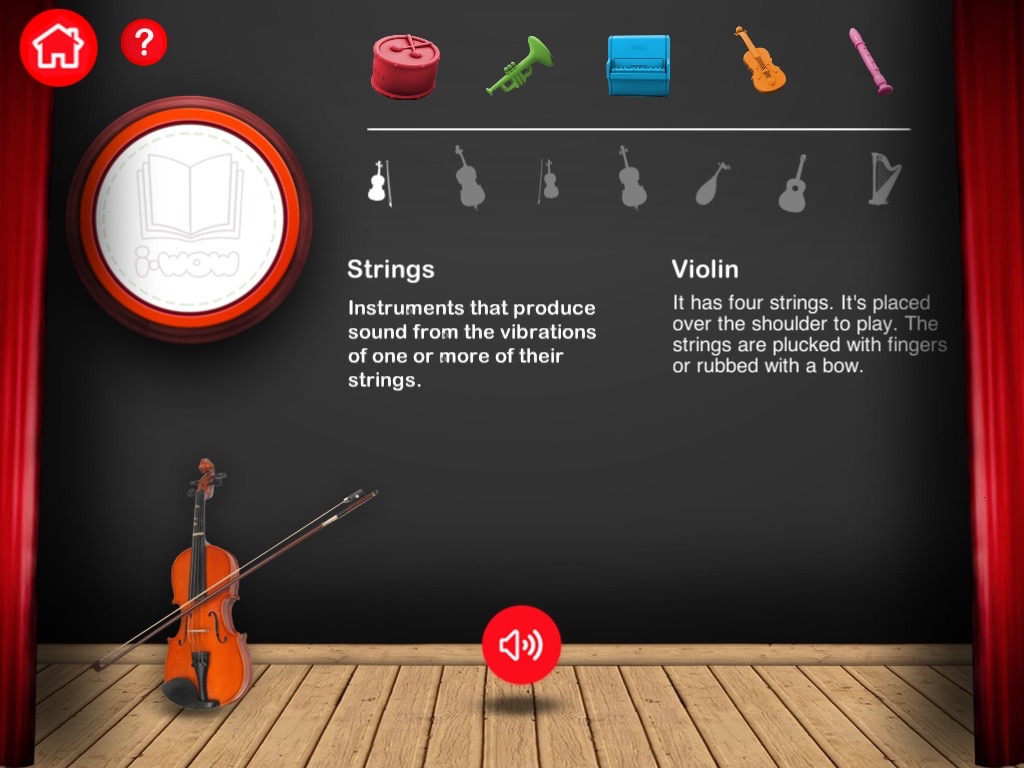 ?
i-wow
Strings
Instruments that produce
sound from the vibrations
of one or more of their
strings.
Violin
It has four strings. It's placed
over the shoulder to play. The
strings are plucked with fingers
or rubbed with a bow.